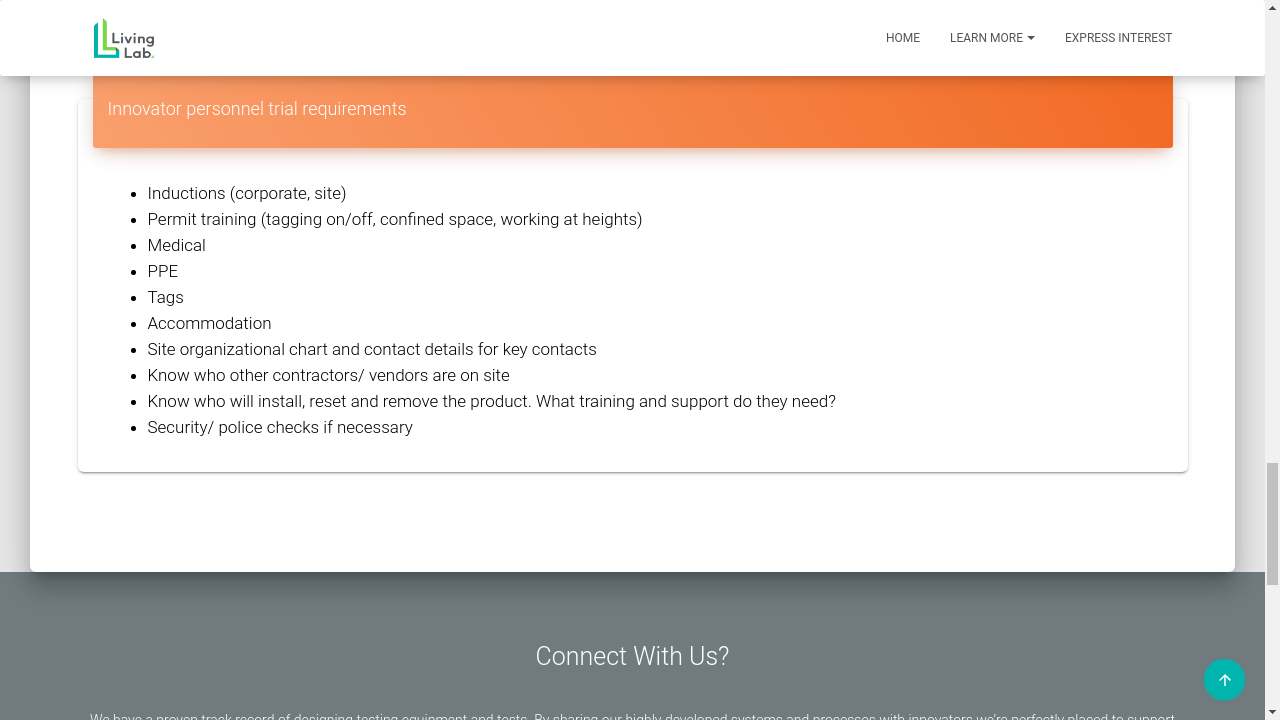 Living
Lab.
HOME
LEARN MORE
EXPRESS INTEREST
Innovator personnel trial requirements
Inductions (corporate, site)
Permit training (tagging on/off, confined space, working at heights)
Medical
PPE
Tags
Accommodation
Site organizational chart and contact details for key contacts
Know who other contractors/ vendors are on site
Know who will install, reset and remove the product. What training and support do they need?
Security/ police checks if necessary
Connect With Us?
We have a proven track record of designing testing equipment and tests. By sharing our highly developed systems and processes with innovators we're perfectly placed to support